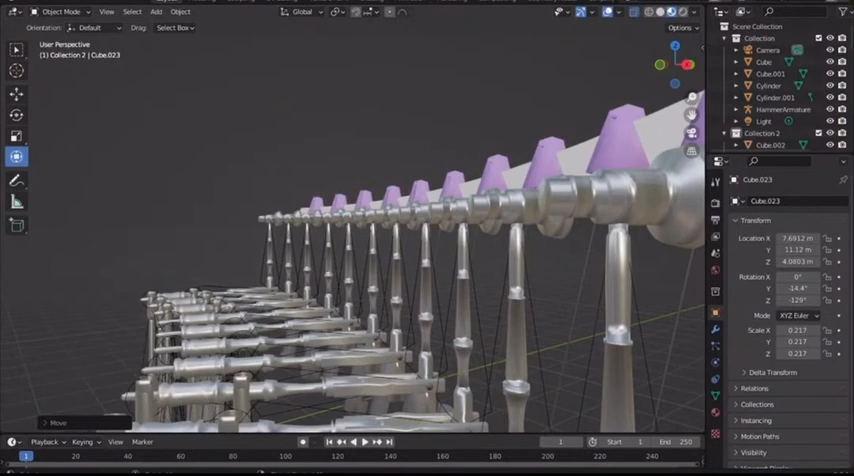 Object Mode View Select Add Object Global
Orientation: Default Drag: Select Box Options
User Perspective
(1) Collection 2 | Cube.023
Z
Scene Collection
Collection
Camera
Cube
Cube.001
Cylinder
Cylinder.001
HammerArmature
Light
Collection 2
Cube.002
Cube.023
Cube.023
Transform
Location X 7.6912 m
Y 11.12 m
Z 4.0803 m
Rotation X 0°
Y -14.4°
Z -129°
Mode XYZ Euler
Scale X 0.217
Y 0.217
Z 0.217
Delta Transform
Relations
Collections
Instancing
Motion Paths
Visibility
Move
Playback Keying View Marker 1 Start 1 End 250
1 20 40 60 80 100 120 140 160 180 200 220 240